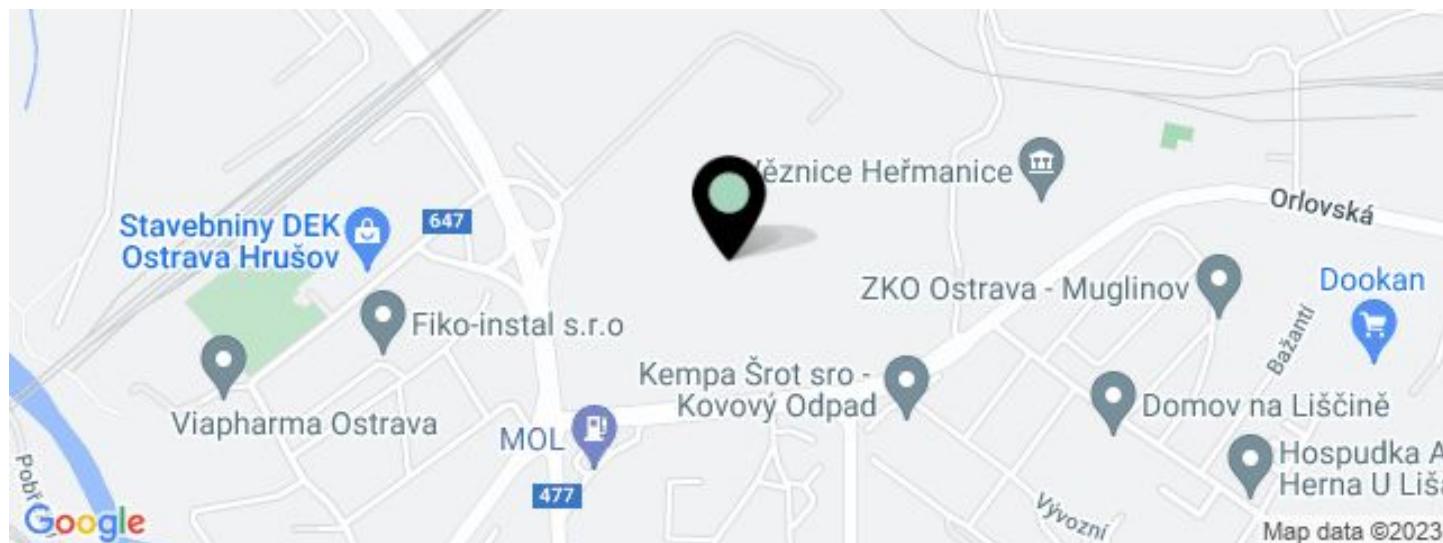 ěznice Heřmanice
Orlovská
647
Stavebniny DEK
Ostrava Hrušov
ZKO Ostrava - Muglinov
Dookan
Fiko-instal s.r.o
Bažantí
Kempa Šrot sro -
Kovový Odpad
Domov na Liščině
Viapharma Ostrava
MOL
Hospudka A
Herna U Liša
477
Pobř
Vývozní
Google
Map data ©2023